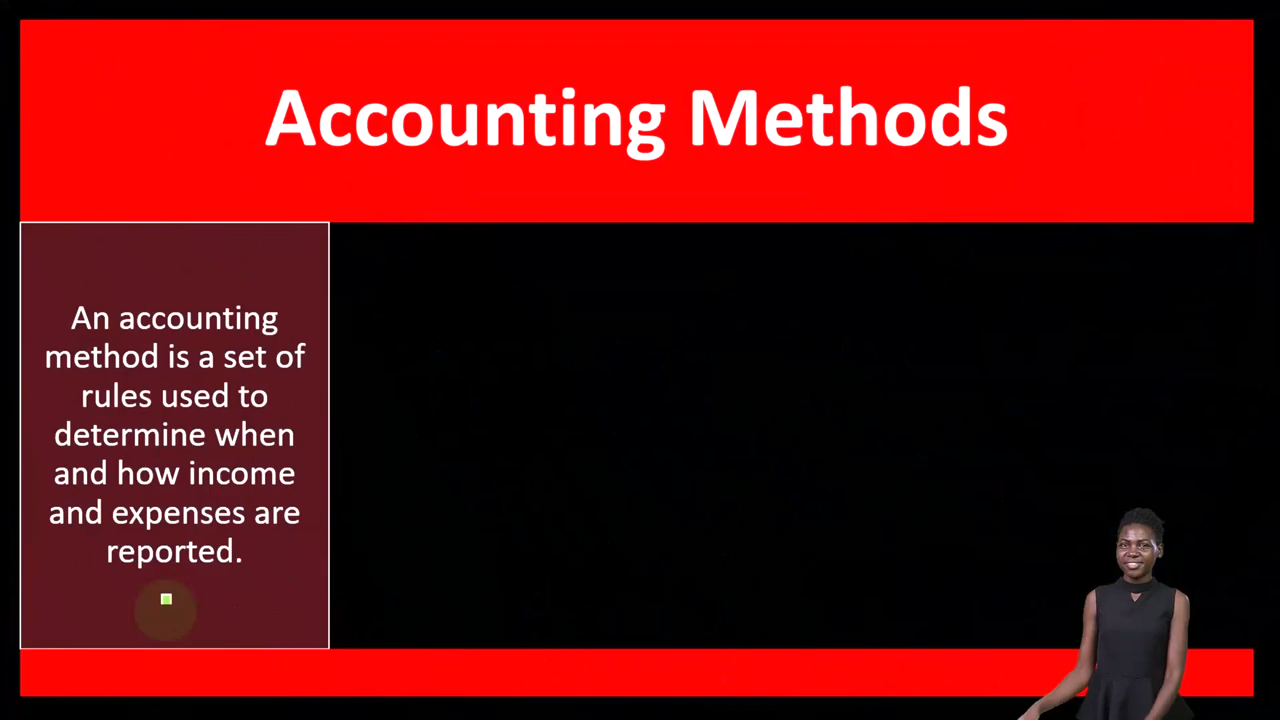 Accounting Methods
An accounting
method is a set of
rules used to
determine when
and how income
and expenses are
reported.